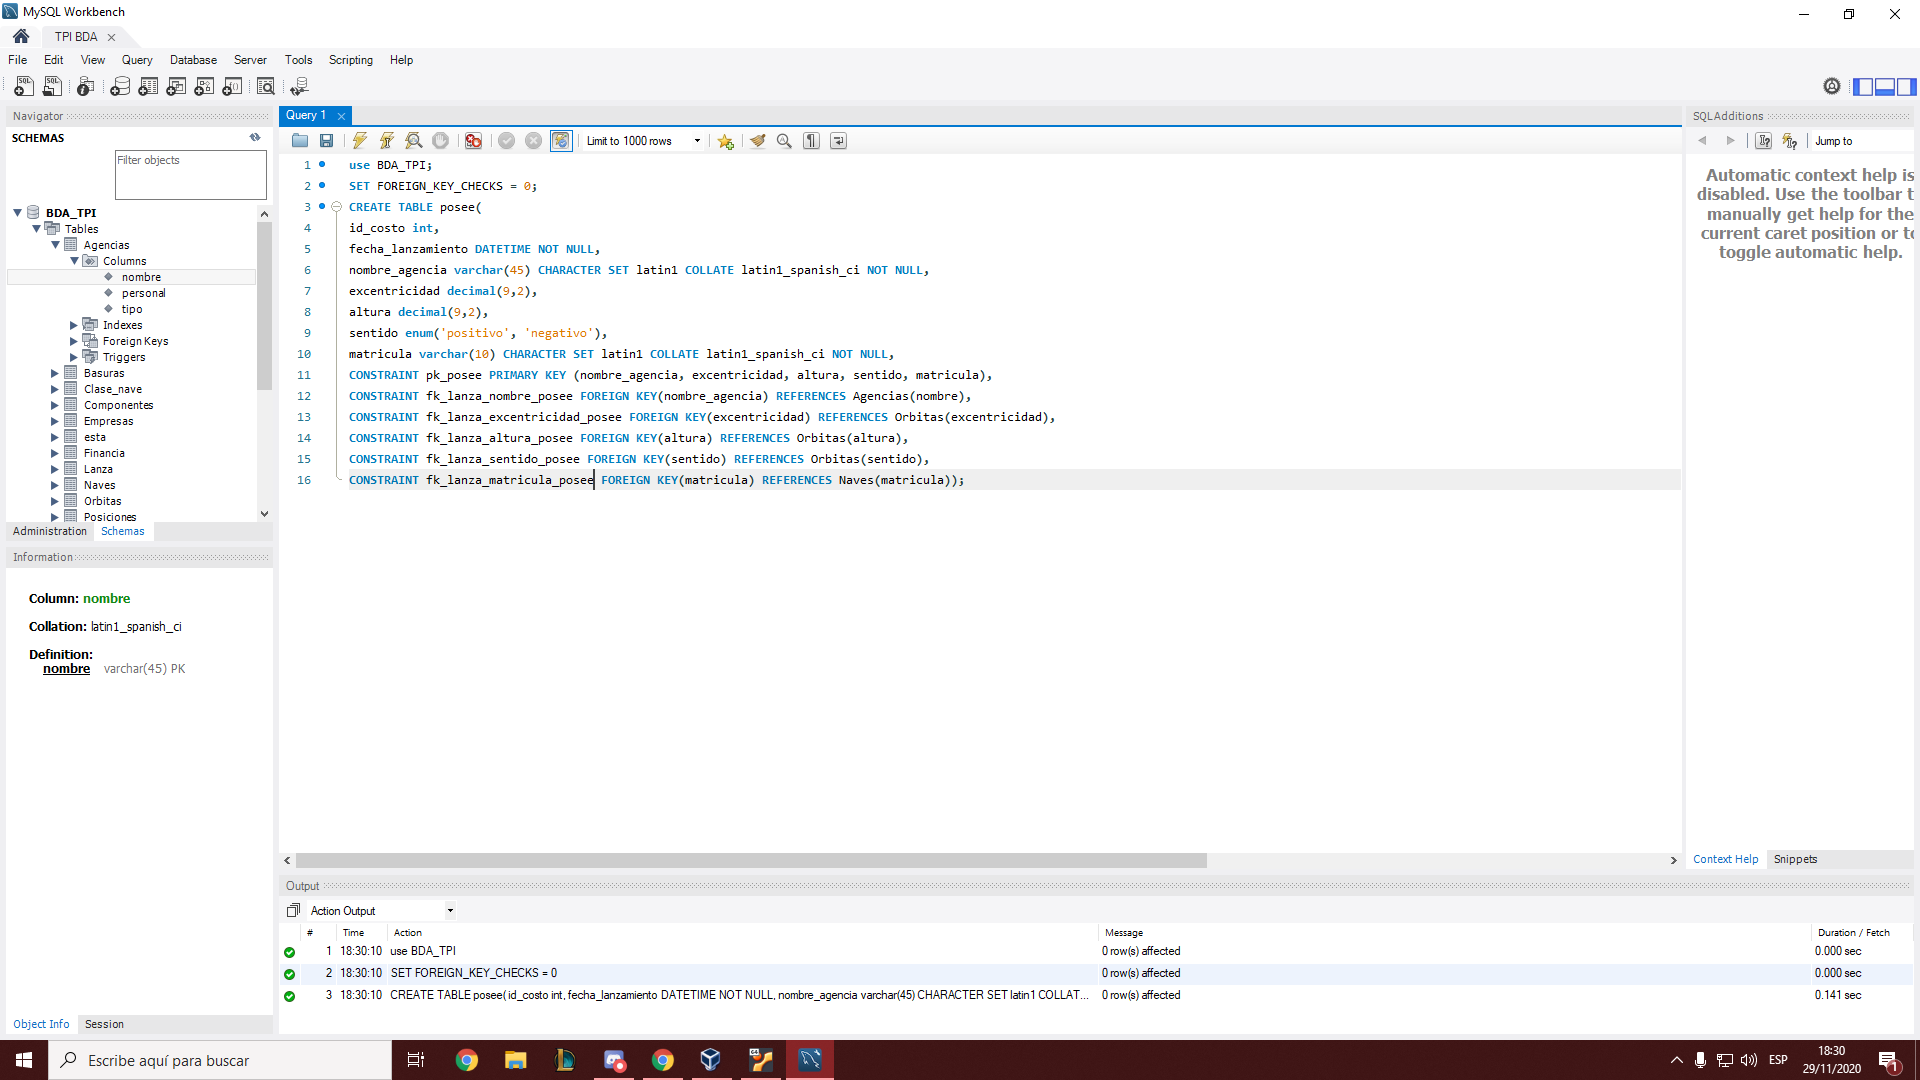 MySQL Workbench
TPI BDA
File Edit View Query Database Server Tools Scripting Help
Navigator
SCHEMAS
Filter objects
BDA_TPI
Tables
Agencias
Columns
nombre
personal
tipo
Indexes
Foreign Keys
Triggers
Basuras
Clase_nave
Componentes
Empresas
esta
Financia
Lanza
Naves
Orbitas
Posiciones
Administration Schemas
Information
Column: nombre
Collation: latin1_spanish_ci
Definition:
nombre varchar(45) PK
Object Info Session
Query 1
Limit to 1000 rows
1 use BDA_TPI;
2 SET FOREIGN_KEY_CHECKS = 0;
3 CREATE TABLE posee(
4 id_costo int,
5 fecha_lanzamiento DATETIME NOT NULL,
6 nombre_agencia varchar(45) CHARACTER SET latin1 COLLATE latin1_spanish_ci NOT NULL,
7 excentricidad decimal(9,2),
8 altura decimal(9,2),
9 sentido enum('positivo', 'negativo'),
10 matricula varchar(10) CHARACTER SET latin1 COLLATE latin1_spanish_ci NOT NULL,
11 CONSTRAINT pk_posee PRIMARY KEY (nombre_agencia, excentricidad, altura, sentido, matricula),
12 CONSTRAINT fk_lanza_nombre_posee FOREIGN KEY(nombre_agencia) REFERENCES Agencias(nombre),
13 CONSTRAINT fk_lanza_excentricidad_posee FOREIGN KEY(excentricidad) REFERENCES Orbitas(excentricidad),
14 CONSTRAINT fk_lanza_altura_posee FOREIGN KEY(altura) REFERENCES Orbitas(altura),
15 CONSTRAINT fk_lanza_sentido_posee FOREIGN KEY(sentido) REFERENCES Orbitas(sentido),
16 CONSTRAINT fk_lanza_matricula_posee FOREIGN KEY(matricula) REFERENCES Naves(matricula));
SQLAdditions
Jump to
Automatic context help is
disabled. Use the toolbar t
manually get help for the
current caret position or to
toggle automatic help.
Context Help Snippets
Output
Action Output
# Time Action Message Duration / Fetch
1 18:30:10 use BDA_TPI 0 row(s) affected 0.000 sec
2 18:30:10 SET FOREIGN_KEY_CHECKS = 0 0 row(s) affected 0.000 sec
3 18:30:10 CREATE TABLE posee( id_costo int, fecha_lanzamiento DATETIME NOT NULL, nombre_agencia varchar(45) CHARACTER SET latin1 COLLAT... 0 row(s) affected 0.141 sec
Escribe aquí para buscar
ESP
18:30
29/11/2020
1